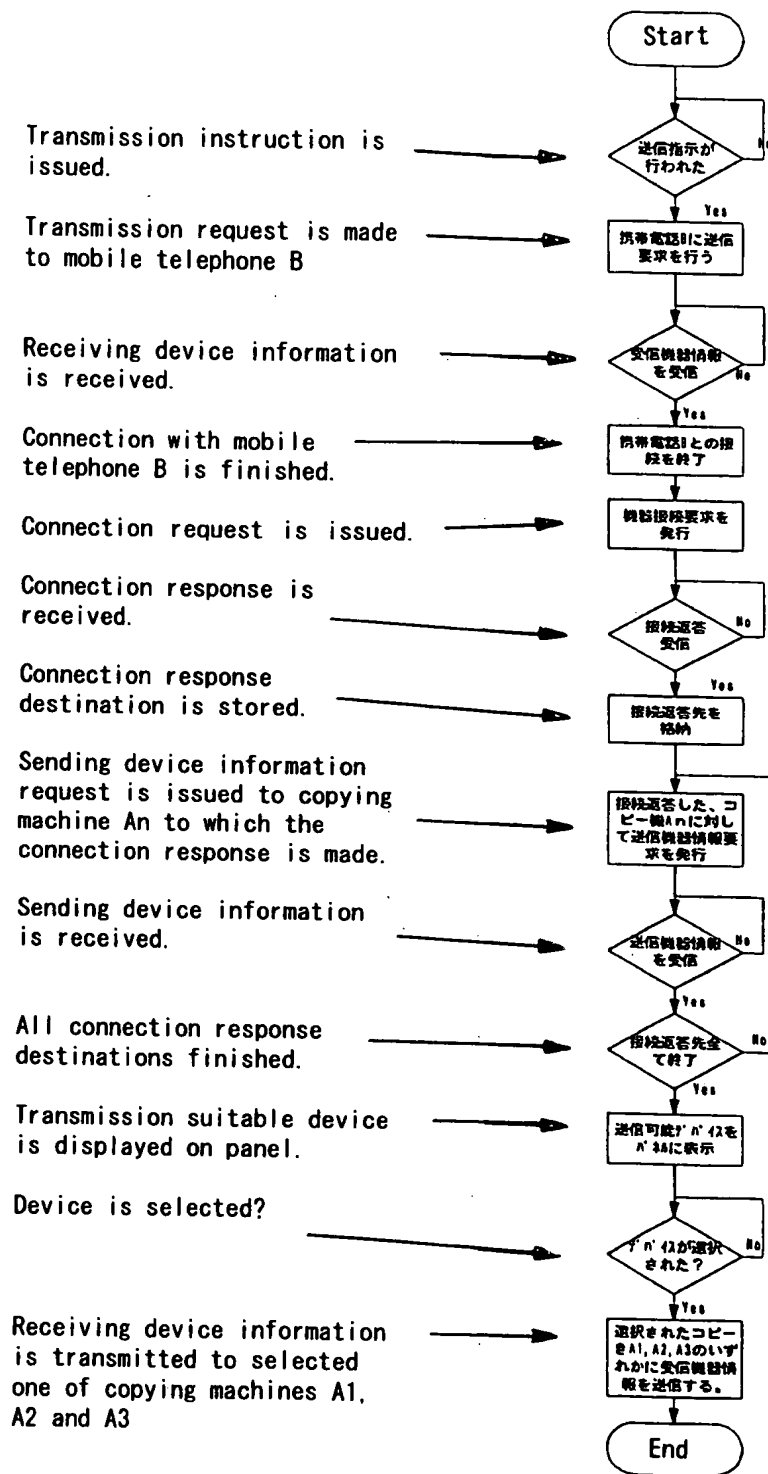 Start
Transmission instruction is
issued.
送信指示が
行われた
No
Yes
Transmission request is made
to mobile telephone B
携帯電話Bに送信
要求を行う
Receiving device information
is received.
受信機器情報
を受信
No
Yes
Connection with mobile
telephone B is finished.
携帯電話Bとの接
続を終了
Connection request is issued.
機器接続要求を
発行
Connection response is
received.
接続返答
受信
No
Yes
Connection response
destination is stored.
接続返答先を
格納
Sending device information
request is issued to copying
machine An to which the
connection response is made.
接続返答した、コ
ピー機Anに対し
て送信機器情報要
求を発行
Sending device information
is received.
送信機器情報
を受信
No
Yes
All connection response
destinations finished.
接続返答先全
て終了
No
Yes
Transmission suitable device
is displayed on panel.
送信可能デバイスを
パネルに表示
Device is selected?
デバイスが選択
された?
No
Yes
Receiving device information
is transmitted to selected
one of copying machines A1,
A2 and A3
選択されたコピー
きA1,A2,A3のいず
れかに受信機器情
報を送信する。
End